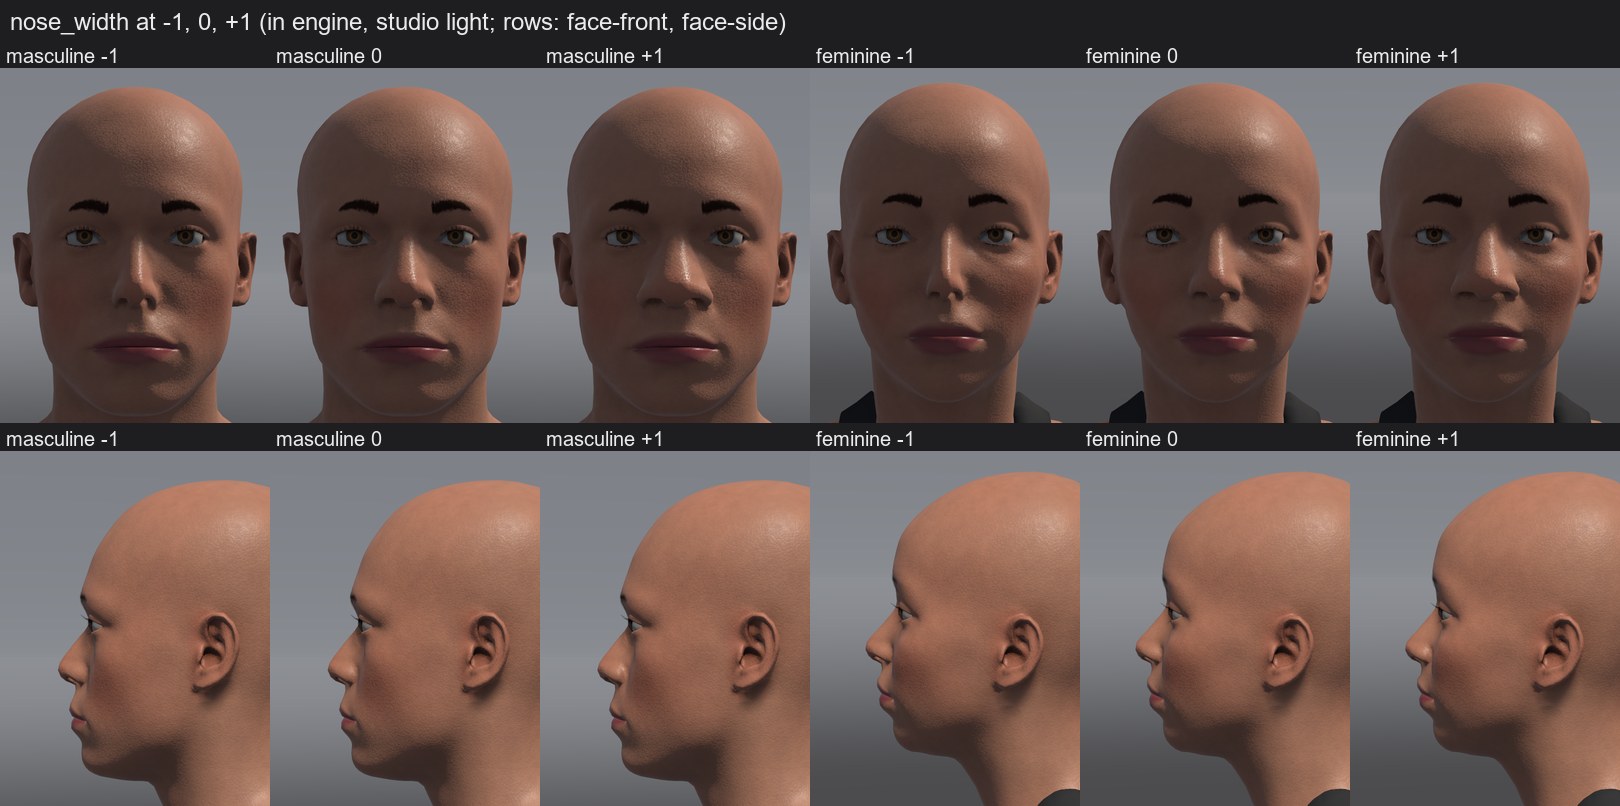 nose_width at -1, 0, +1 (in engine, studio light; rows: face-front, face-side)
masculine -1 masculine 0 masculine +1 feminine -1 feminine 0 feminine +1
masculine -1 masculine 0 masculine +1 feminine -1 feminine 0 feminine +1